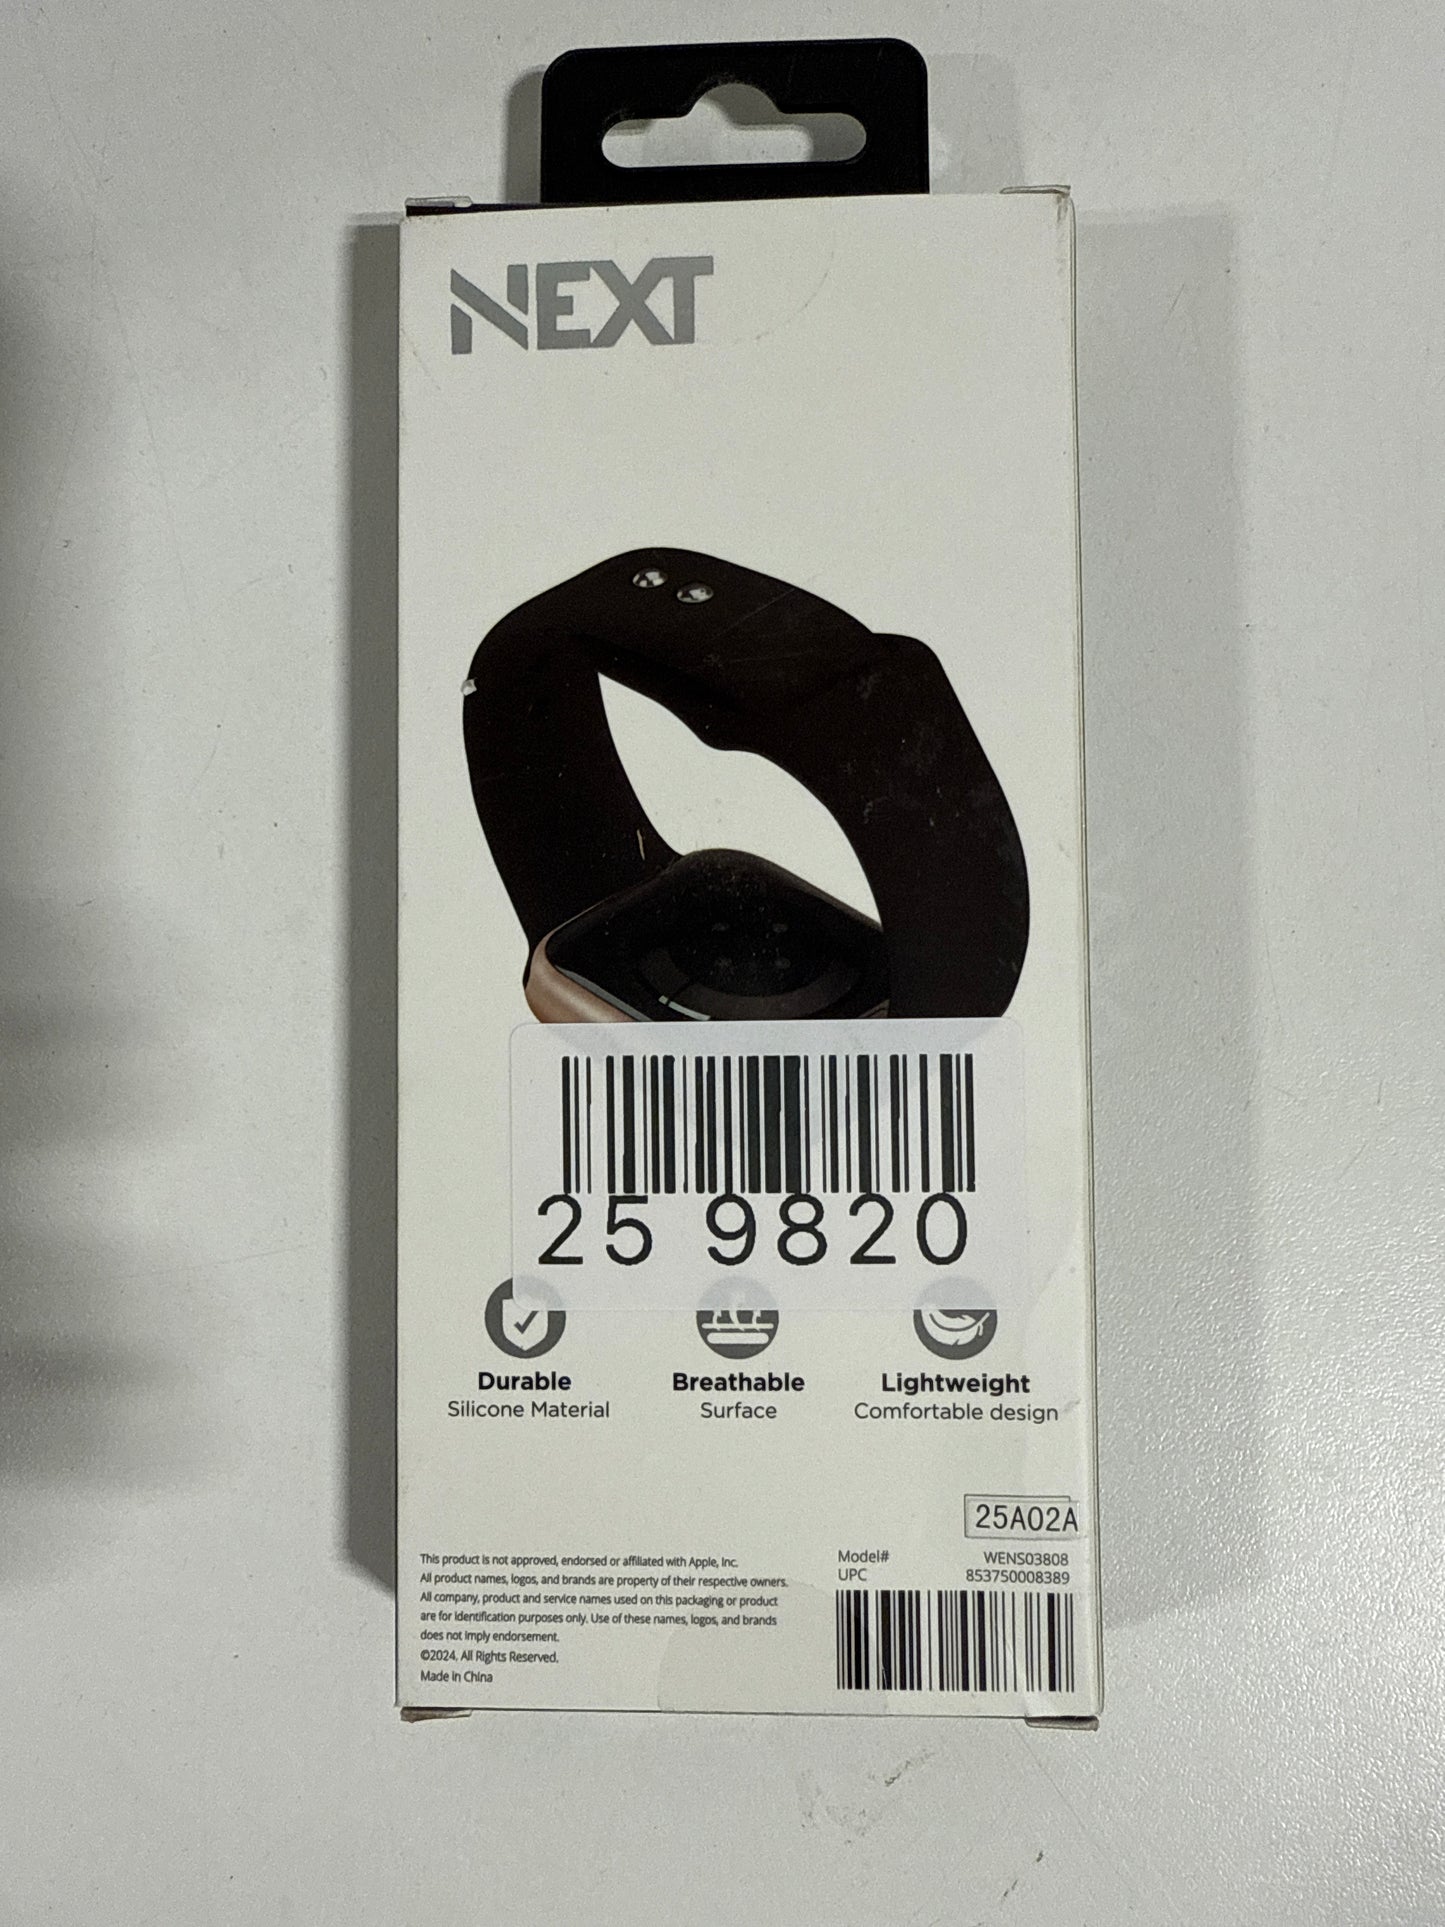 NEXT
25 9820
Durable
Silicone Material
Breathable
Surface
Lightweight
Comfortable design
25A02A
This product is not approved, endorsed or affiliated with Apple, Inc.
All product names, logos, and brands are property of their respective owners.
All company, product and service names used on this packaging or product
are for identification purposes only. Use of these names, logos, and brands
does not imply endorsement.
©2024. All Rights Reserved.
Made in China
Model# WENS03808
UPC 853750008389